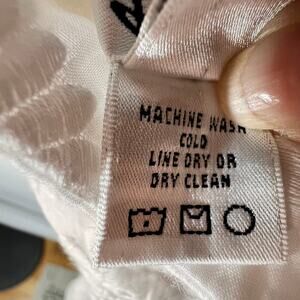 MACHINE WASH
COLD
LINE DRY OR
DRY CLEAN